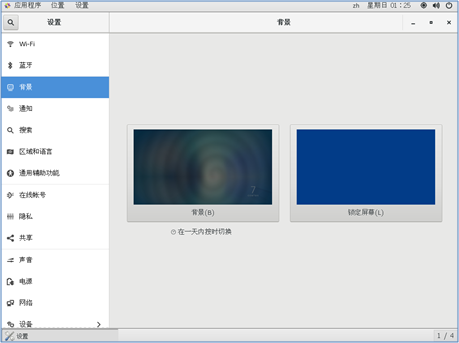 应用程序 位置 设置 zh 星期日 01：25
设置 背景
Wi-Fi
蓝牙
背景
通知
搜索
区域和语言
通用辅助功能
在线帐号
隐私
共享
声音
电源
网络
设备
背景(B)
锁定屏幕(L)
在一天内按时切换
7
设置 1 / 4